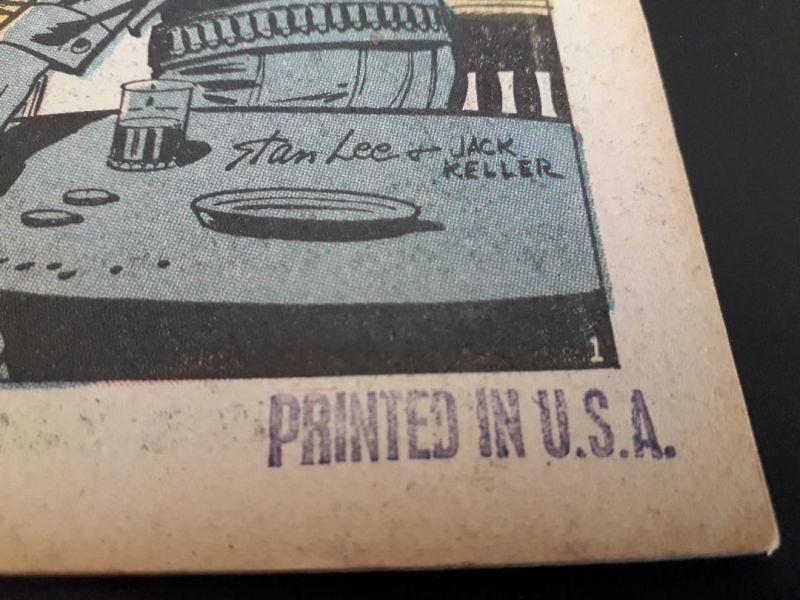 Stan Lee + JACK
KELLER
1
PRINTED IN U.S.A.